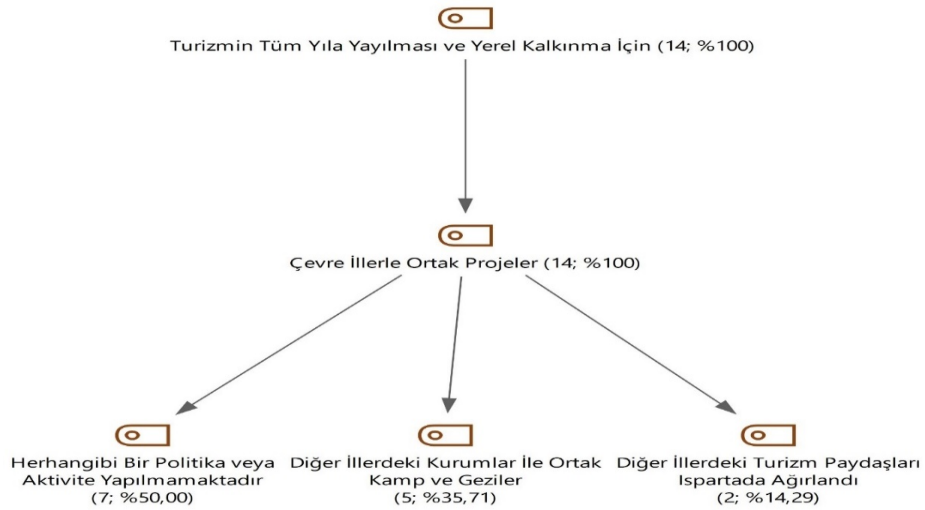 Turizmin Tüm Yıla Yayılması ve Yerel Kalkınma İçin (14; %100)
Çevre İllerle Ortak Projeler (14; %100)
Herhangibi Bir Politika veya
Aktivite Yapılmamaktadır
(7; %50,00)
Diğer İllerdeki Kurumlar İle Ortak
Kamp ve Geziler
(5; %35,71)
Diğer İllerdeki Turizm Paydaşları
Ispartada Ağırlandı
(2; %14,29)